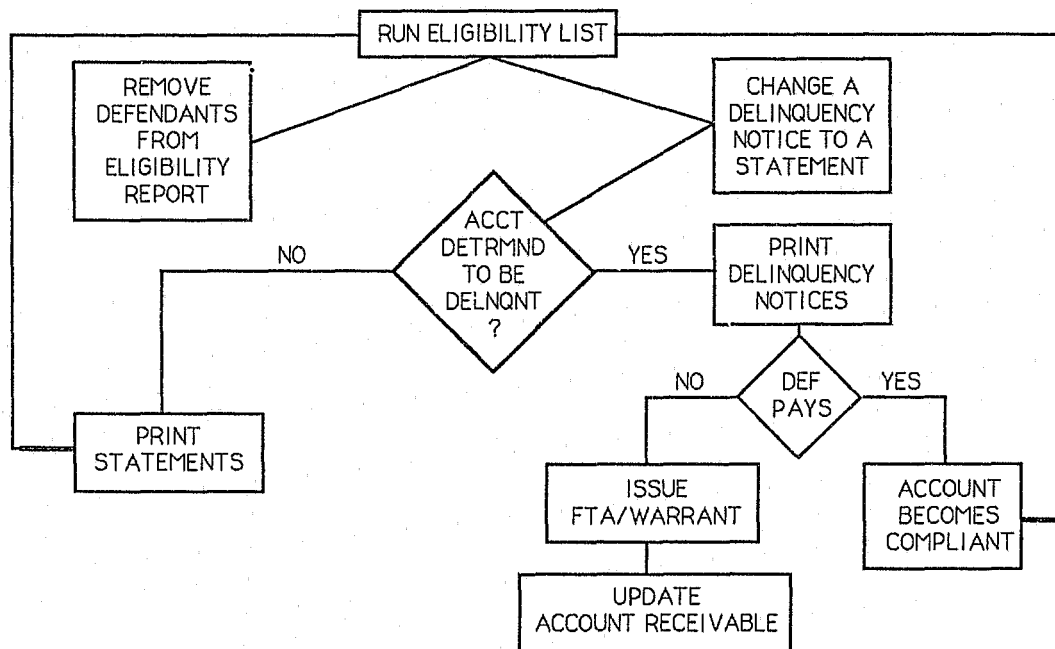 RUN ELIGIBILITY LIST
REMOVE
DEFENDANTS
FROM
ELIGIBILITY
REPORT
CHANGE A
DELINQUENCY
NOTICE TO A
STATEMENT
ACCT
DETRMND
TO BE
DELNQNT
?
NO
YES
PRINT
DELINQUENCY
NOTICES
NO
DEF
PAYS
YES
PRINT
STATEMENTS
ISSUE
FTA/WARRANT
ACCOUNT
BECOMES
COMPLIANT
UPDATE
ACCOUNT RECEIVABLE